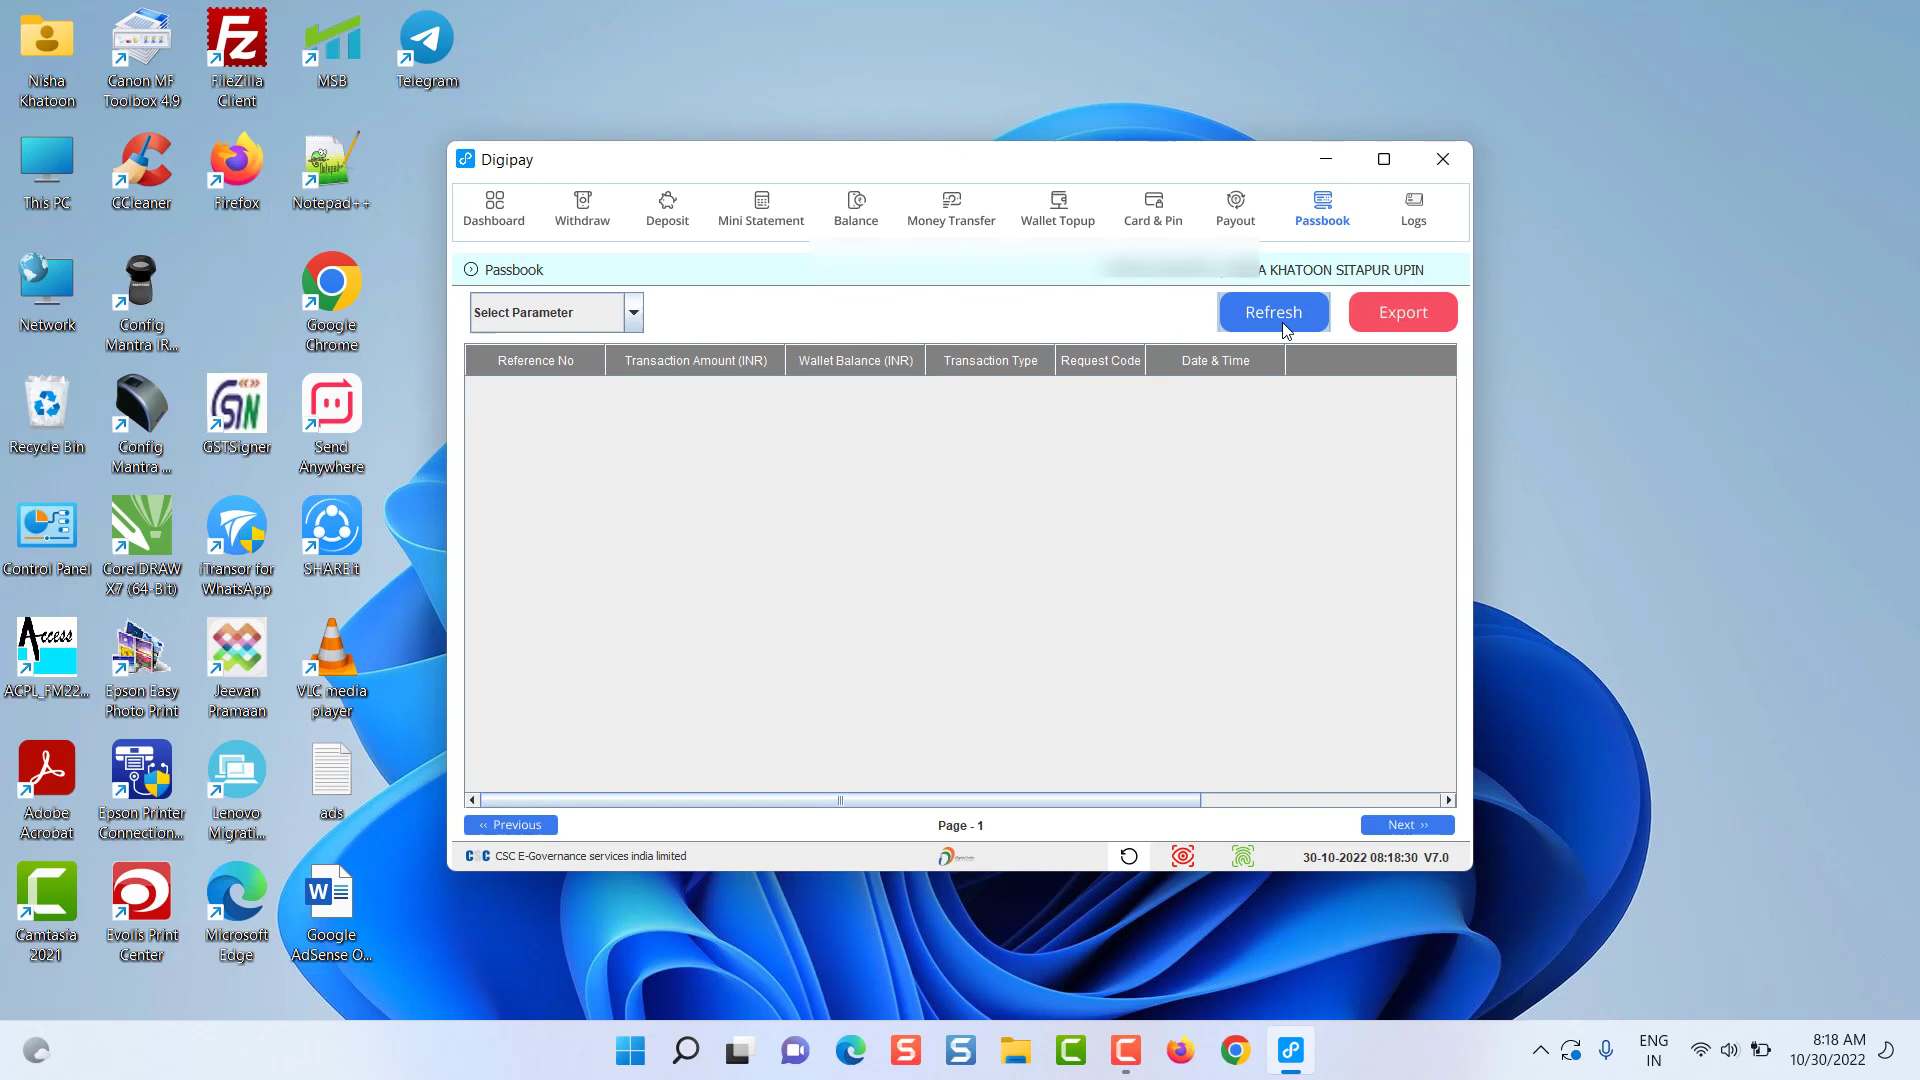 Nisha
Khatoon
Canon MF
Toolbox 4.9
FileZilla
Client
MSB
Telegram
This PC
CCleaner
Firefox
Notepad++
Network
Config
Mantra IR...
Google
Chrome
Recycle Bin
Config
Mantra ...
GSTSigner
Send
Anywhere
Control Panel
CorelDRAW
X7 (64-Bit)
iTransor for
WhatsApp
SHAREit
Access
ACPL_FM22...
Epson Easy
Photo Print
Jeevan
Pramaan
VLC media
player
Adobe
Acrobat
Epson Printer
Connection...
Lenovo
Migrati...
ads
Camtasia
2021
Evolis Print
Center
Microsoft
Edge
Google
AdSense O...
Digipay
Dashboard
Withdraw
Deposit
Mini Statement
Balance
Money Transfer
Wallet Topup
Card & Pin
Payout
Passbook
Logs
Passbook
A KHATOON SITAPUR UPIN
Select Parameter
Refresh
Export
Reference No
Transaction Amount (INR)
Wallet Balance (INR)
Transaction Type
Request Code
Date & Time
‹‹ Previous
Page - 1
Next ››
CSC CSC E-Governance services india limited
30-10-2022 08:18:30 V7.0
ENG
IN
8:18 AM
10/30/2022